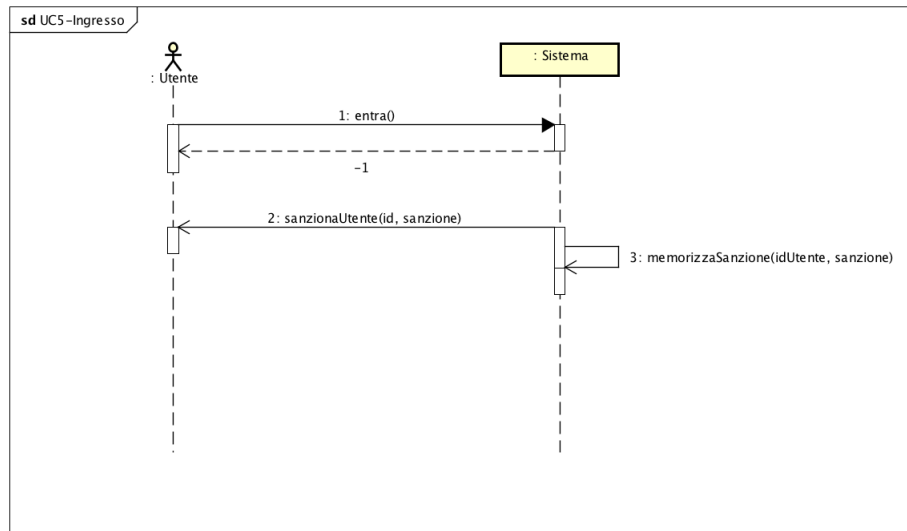 sd UC5-Ingresso
: Utente
: Sistema
1: entra()
-1
2: sanzionaUtente(id, sanzione)
3: memorizzaSanzione(idUtente, sanzione)